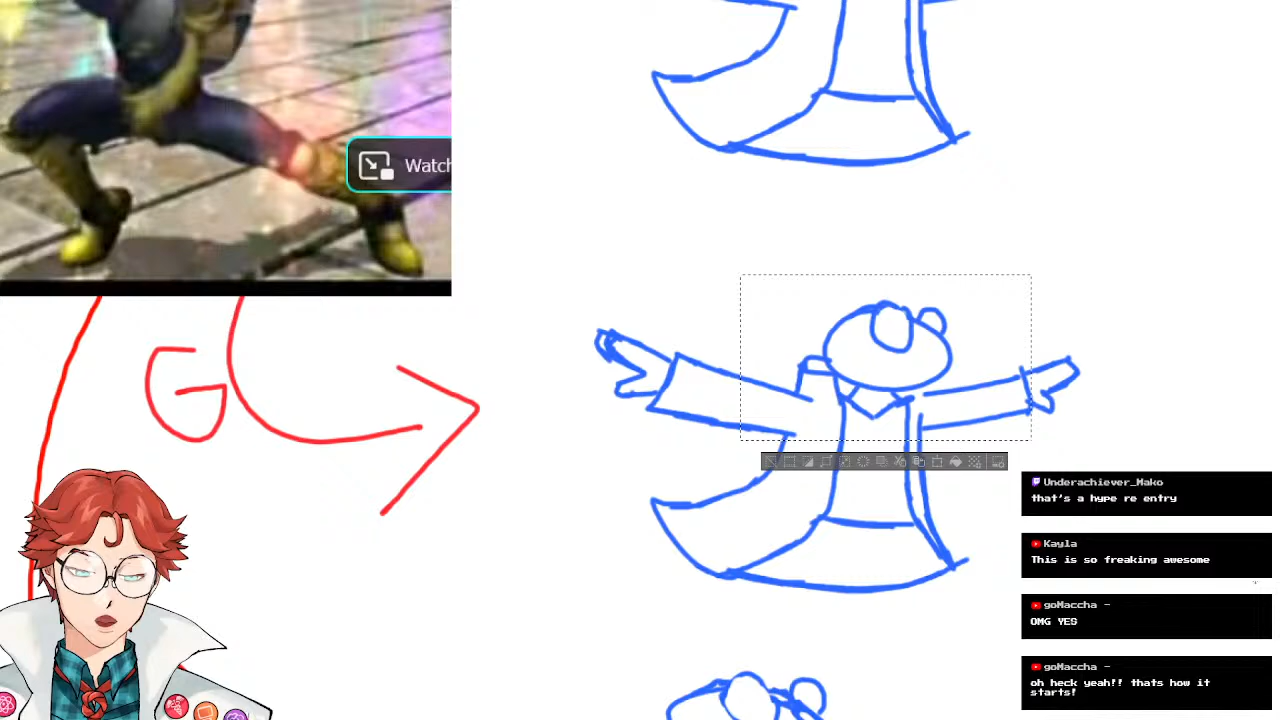 Watch
G
Underachiever_Mako
that's a hype re entry
Kayla
This is so freaking awesome
goMaccha -
OMG YES
goMaccha -
oh heck yeah!! thats how it
starts!